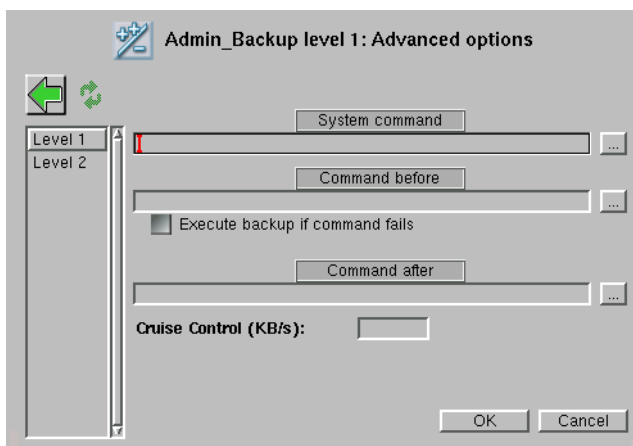 Admin_Backup level 1: Advanced options
System command
Level 1
...
Level 2
Command before
...
Execute backup if command fails
Command after
...
Cruise Control (KB/s):
OK
Cancel